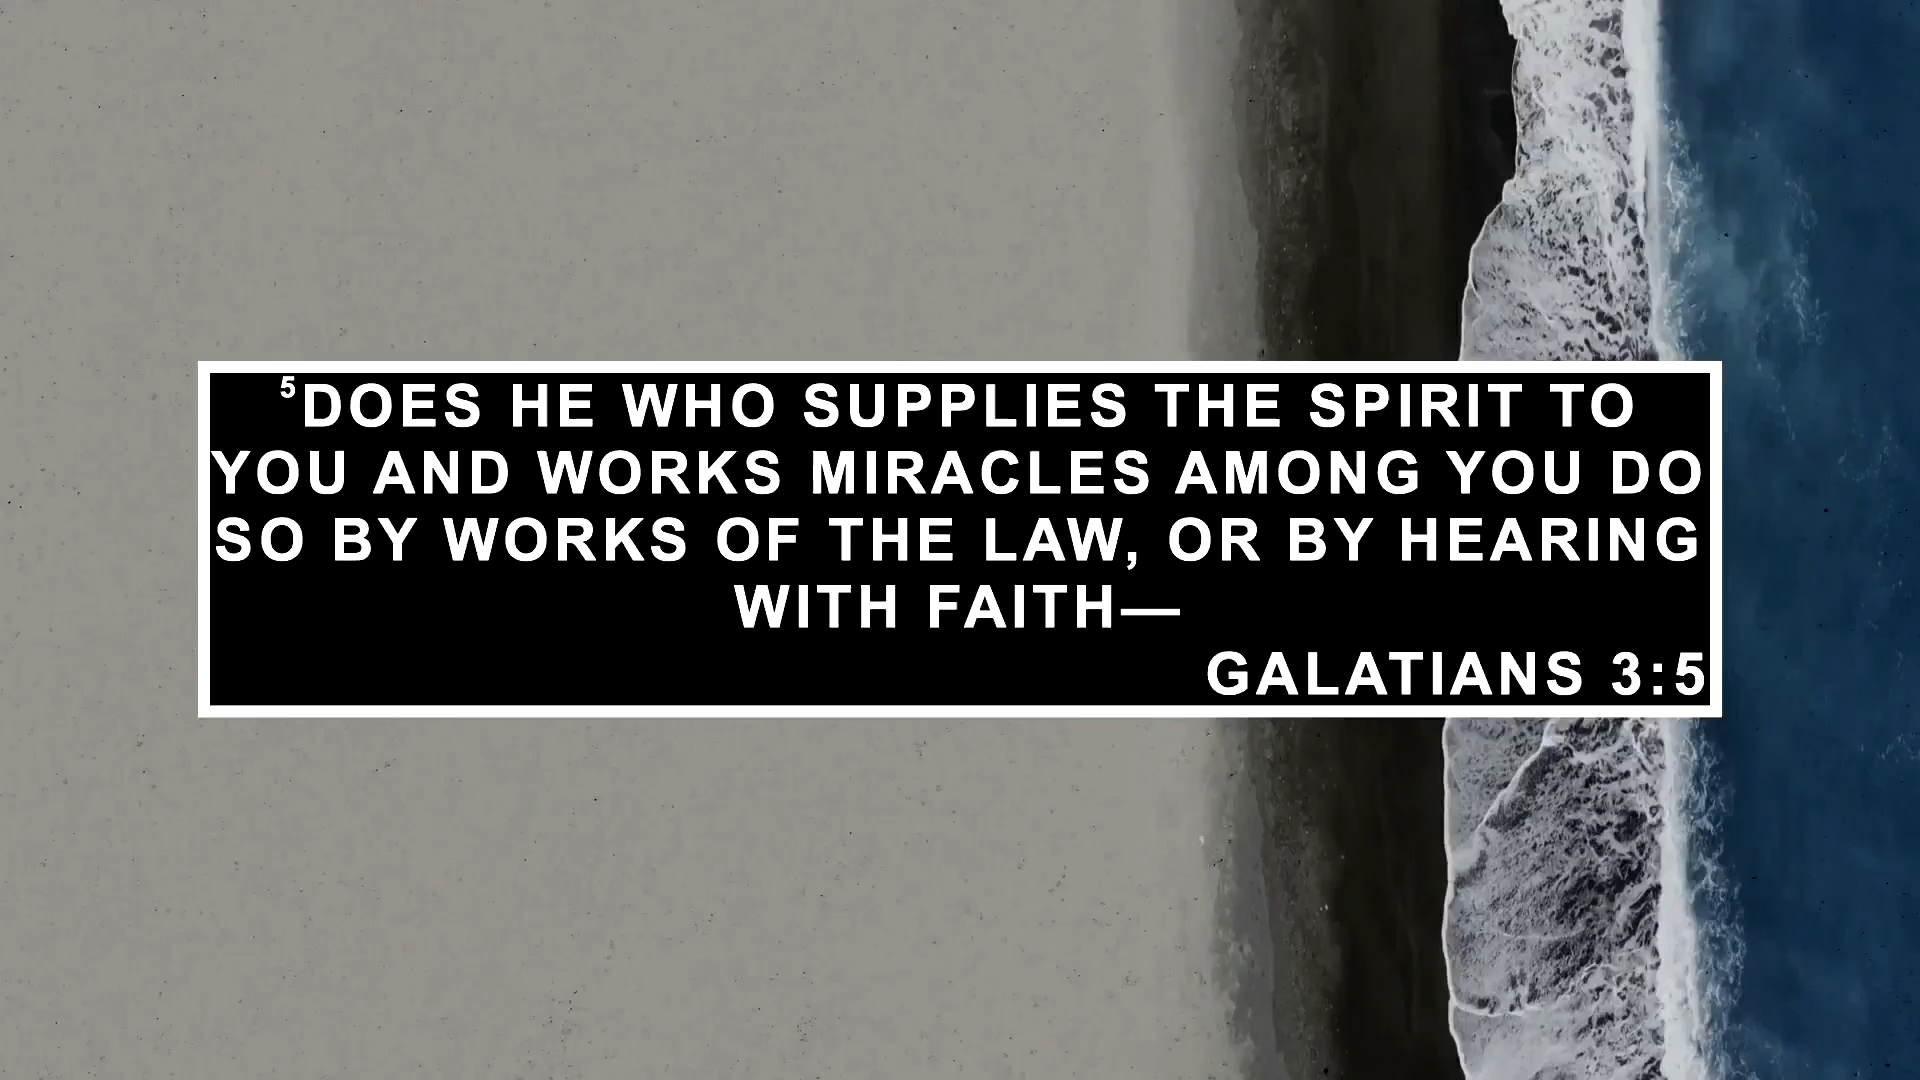 ⁵DOES HE WHO SUPPLIES THE SPIRIT TO
YOU AND WORKS MIRACLES AMONG YOU DO
SO BY WORKS OF THE LAW, OR BY HEARING
WITH FAITH—
GALATIANS 3:5